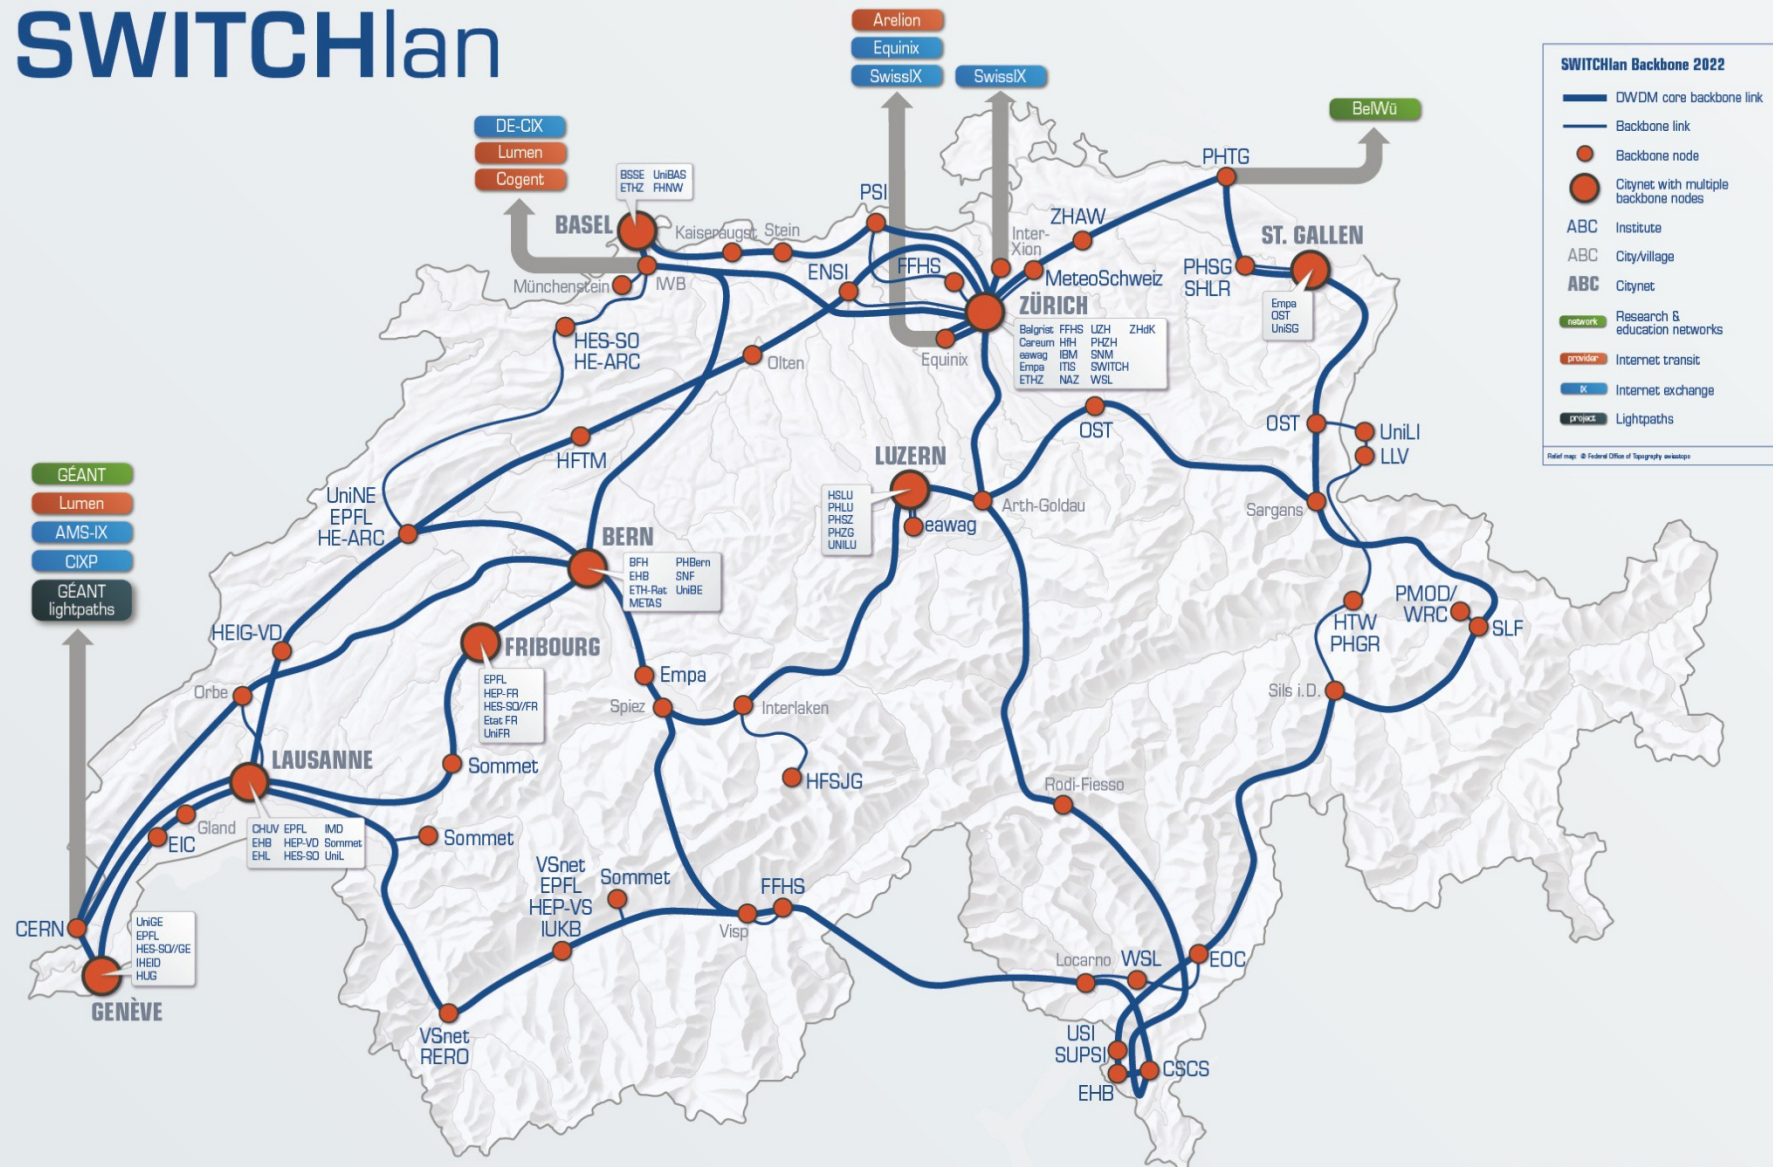 SWITCHlan
Arelion
Equinix
SwissIX
SwissIX
BelWü
DE-CIX
Lumen
Cogent
SWITCHlan Backbone 2022
DWDM core backbone link
Backbone link
Backbone node
Citynet with multiple
backbone nodes
ABC Institute
ABC City/village
ABC Citynet
network Research &
education networks
provider Internet transit
IX Internet exchange
project Lightpaths
Relief map: © Federal Office of Topography swisstopo
BSSE UniBAS
ETHZ FHNW
BASEL
Kaiseraugst
Stein
PSI
PHTG
ZHAW
Inter-
Xion
ST. GALLEN
Münchenstein
IWB
ENSI
FFHS
MeteoSchweiz
PHSG
SHLR
Empa
OST
UniSG
ZÜRICH
Balgrist FFHS UZH ZHdK
Careum HfH PHZH
eawag IBM SNM
Empa ITIS SWITCH
ETHZ NAZ WSL
Equinix
HES-SO
HE-ARC
Olten
HFTM
OST
OST
UniLI
LLV
GÉANT
Lumen
AMS-IX
CIXP
GÉANT
lightpaths
UniNE
EPFL
HE-ARC
LUZERN
HSLU
PHLU
PHSZ
PHZG
UNILU
eawag
Arth-Goldau
Sargans
BERN
BFH PHBern
EHB SNF
ETH-Rat UniBE
METAS
HEIG-VD
FRIBOURG
EPFL
HEP-FR
HES-SO//FR
Etat FR
UniFR
PMOD/
WRC
SLF
HTW
PHGR
Orbe
Empa
Spiez
Interlaken
Sils i.D.
LAUSANNE
Sommet
HFSJG
Rodi-Fiesso
Gland
EIC
CHUV EPFL IMD
EHB HEP-VD Sommet
EHL HES-SO UniL
Sommet
VSnet
EPFL
HEP-VS
IUKB
Sommet
FFHS
Visp
CERN
UniGE
EPFL
HES-SO//GE
IHEID
HUG
GENÈVE
VSnet
RERO
Locarno
WSL
EOC
USI
SUPSI
EHB
CSCS